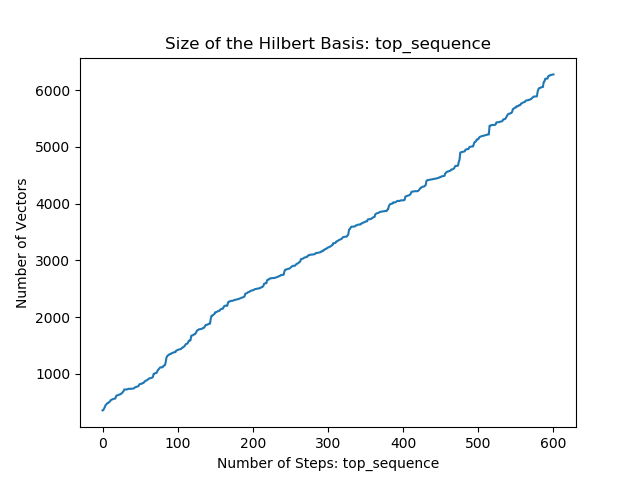 Size of the Hilbert Basis: top_sequence
Number of Vectors
6000
5000
4000
3000
2000
1000
0 100 200 300 400 500 600
Number of Steps: top_sequence